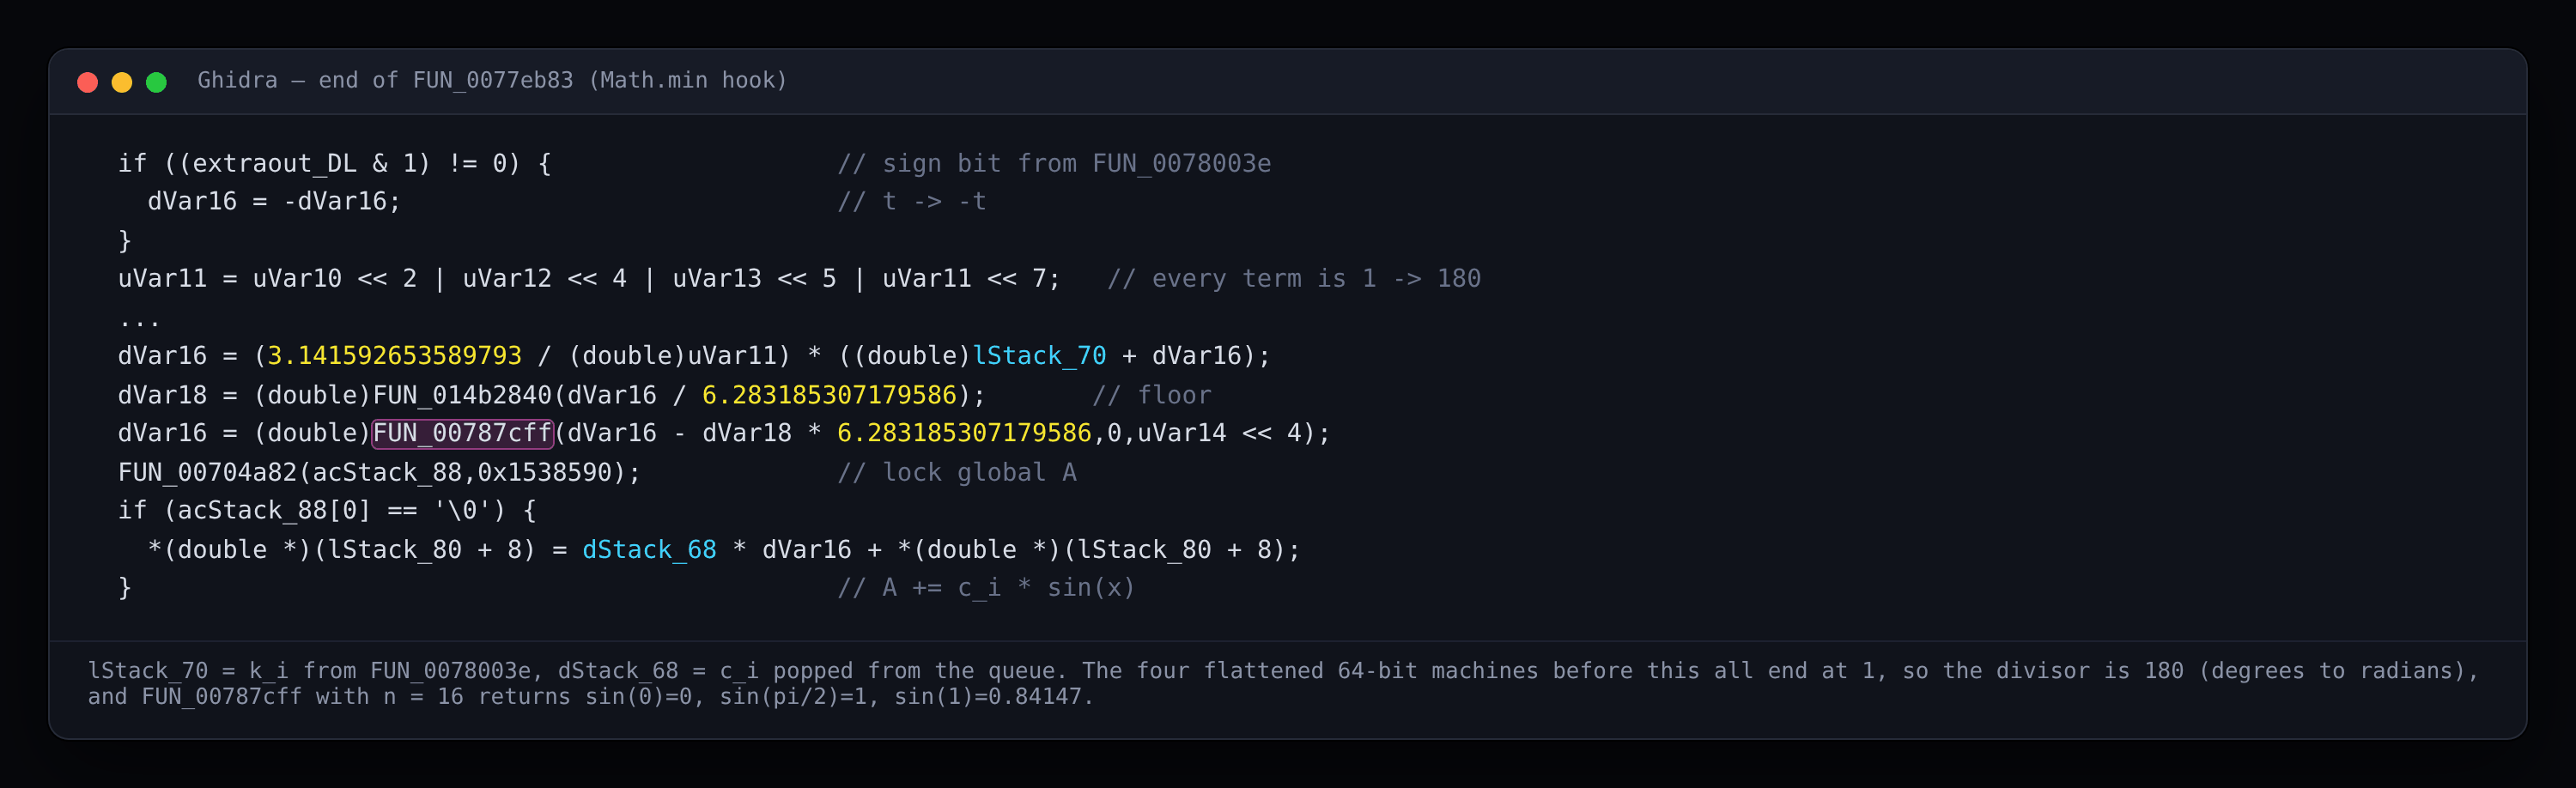 Ghidra — end of FUN_0077eb83 (Math.min hook)
if ((extraout_DL & 1) != 0) { // sign bit from FUN_0078003e
dVar16 = -dVar16; // t -> -t
}
uVar11 = uVar10 << 2 | uVar12 << 4 | uVar13 << 5 | uVar11 << 7; // every term is 1 -> 180
...
dVar16 = (3.141592653589793 / (double)uVar11) * ((double)lStack_70 + dVar16);
dVar18 = (double)FUN_014b2840(dVar16 / 6.283185307179586); // floor
dVar16 = (double)FUN_00787cff(dVar16 - dVar18 * 6.283185307179586,0,uVar14 << 4);
FUN_00704a82(acStack_88,0x1538590); // lock global A
if (acStack_88[0] == '\0') {
*(double *)(lStack_80 + 8) = dStack_68 * dVar16 + *(double *)(lStack_80 + 8);
} // A += c_i * sin(x)
lStack_70 = k_i from FUN_0078003e, dStack_68 = c_i popped from the queue. The four flattened 64-bit machines before this all end at 1, so the divisor is 180 (degrees to radians),
and FUN_00787cff with n = 16 returns sin(0)=0, sin(pi/2)=1, sin(1)=0.84147.